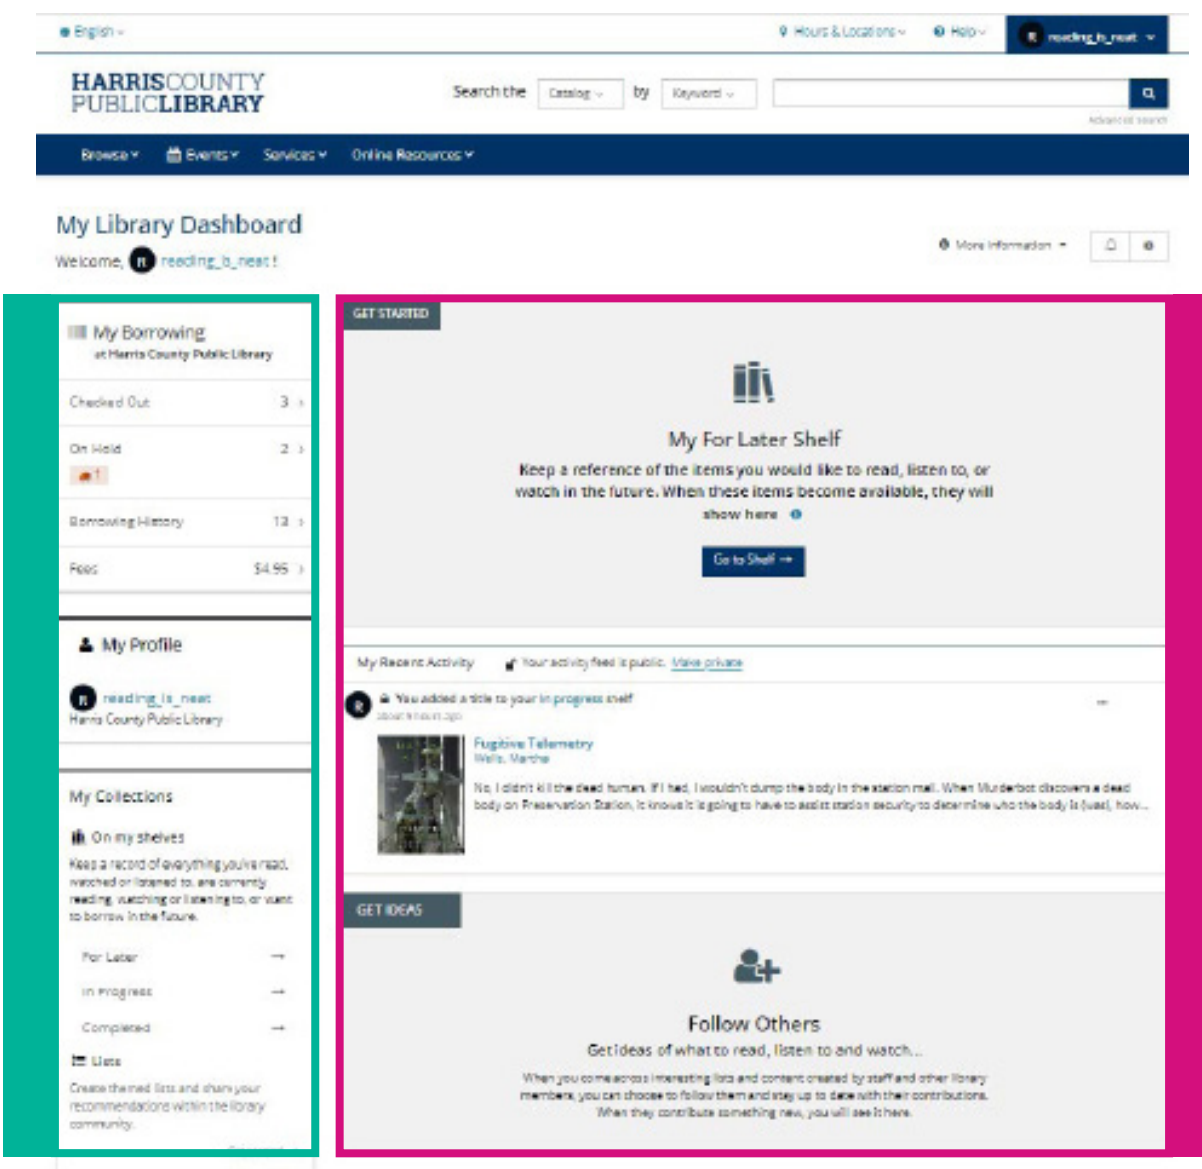 English
Hours & Locations
Help
R reading_is_neat
HARRISCOUNTY
PUBLICLIBRARY
Search the
Catalog
by
Keyword
Advanced search
Browse
Events
Services
Online Resources
My Library Dashboard
Welcome, R reading_is_neat !
More Information
My Borrowing
at Harris County Public Library
Checked Out 3
On Hold 2
1
Borrowing History 13
Fees $4.95
My Profile
R reading_is_neat
Harris County Public Library
My Collections
On my shelves
Keep a record of everything you've read,
watched or listened to, are currently
reading, watching or listening to, or want
to borrow in the future.
For Later →
In Progress →
Completed →
Lists
Create themed lists and share your
recommendations within the library
community.
GET STARTED
My For Later Shelf
Keep a reference of the items you would like to read, listen to, or
watch in the future. When these items become available, they will
show here
Go to Shelf →
My Recent Activity
Your activity feed is public. Make private
R You added a title to your in progress shelf
about 9 hours ago
Fugitive Telemetry
Wells, Martha
No, I didn't kill the dead human. If I had, I wouldn't dump the body in the station mall. When Murderbot discovers a dead
body on Preservation Station, it knows it is going to have to assist station security to determine who the body is (was), how...
GET IDEAS
Follow Others
Get ideas of what to read, listen to and watch...
When you come across interesting lists and content created by staff and other library
members, you can choose to follow them and stay up to date with their contributions.
When they contribute something new, you will see it here.